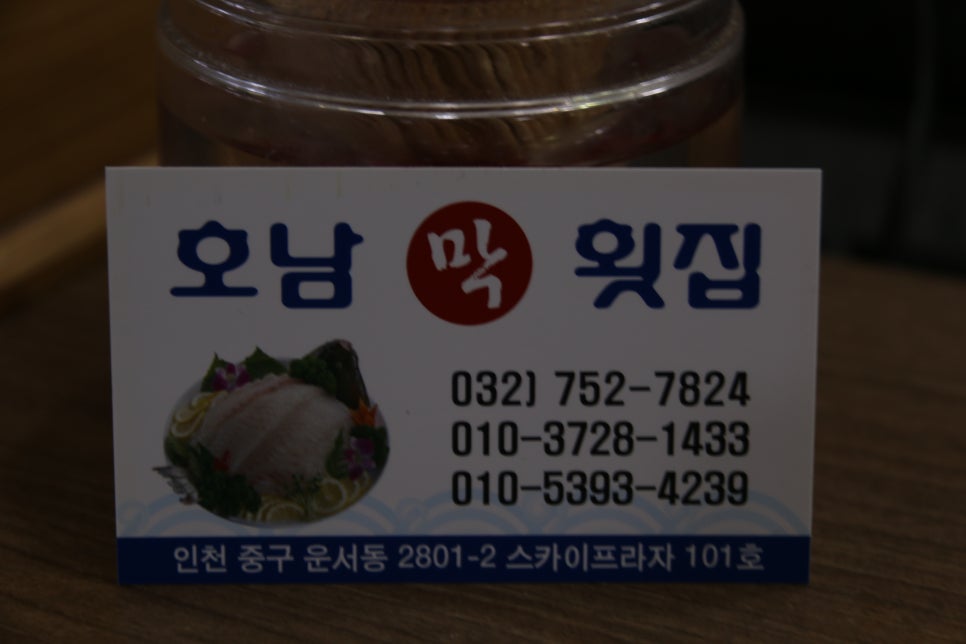 호남 막 횟집
032) 752-7824
010-3728-1433
010-5393-4239
인천 중구 운서동 2801-2 스카이프라자 101호